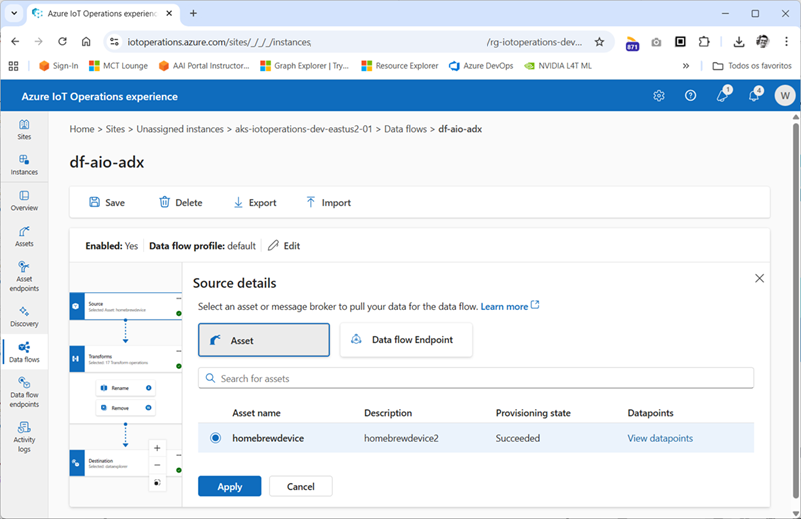 Azure IoT Operations experienc
iotoperations.azure.com/sites/_/_/_/instances, /rg-iotoperations-dev...
871
Sign-In MCT Lounge AAI Portal Instructor... Graph Explorer | Try... Resource Explorer Azure DevOps NVIDIA L4T ML Todos os favoritos
Azure IoT Operations experience
1
4
W
Sites
Instances
Overview
Assets
Asset
endpoints
Discovery
Data flows
Data flow
endpoints
Activity
logs
Home > Sites > Unassigned instances > aks-iotoperations-dev-eastus2-01 > Data flows > df-aio-adx
df-aio-adx
Save Delete Export Import
Enabled: Yes Data flow profile: default Edit
Source
Selected Asset: homebrewdevice
Transforms
Selected: 17 Transform operations
Rename
Remove
Destination
Selected: dataexplorer
Source details
Select an asset or message broker to pull your data for the data flow. Learn more
Asset Data flow Endpoint
Search for assets
Asset name Description Provisioning state Datapoints
homebrewdevice homebrewdevice2 Succeeded View datapoints
Apply Cancel